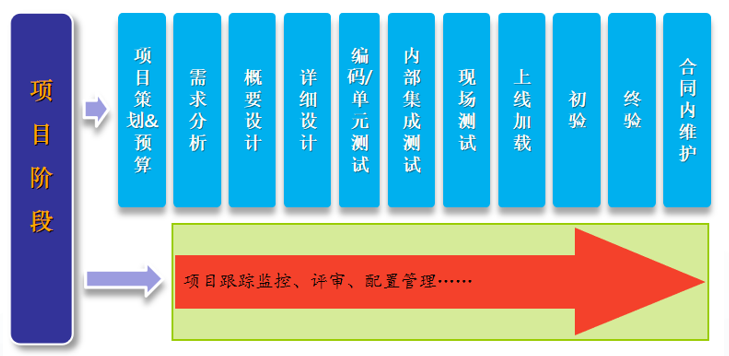 项目阶段
项目策划&预算
需求分析
概要设计
详细设计
编码/单元测试
内部集成测试
现场测试
上线加载
初验
终验
合同内维护
项目跟踪监控、评审、配置管理……